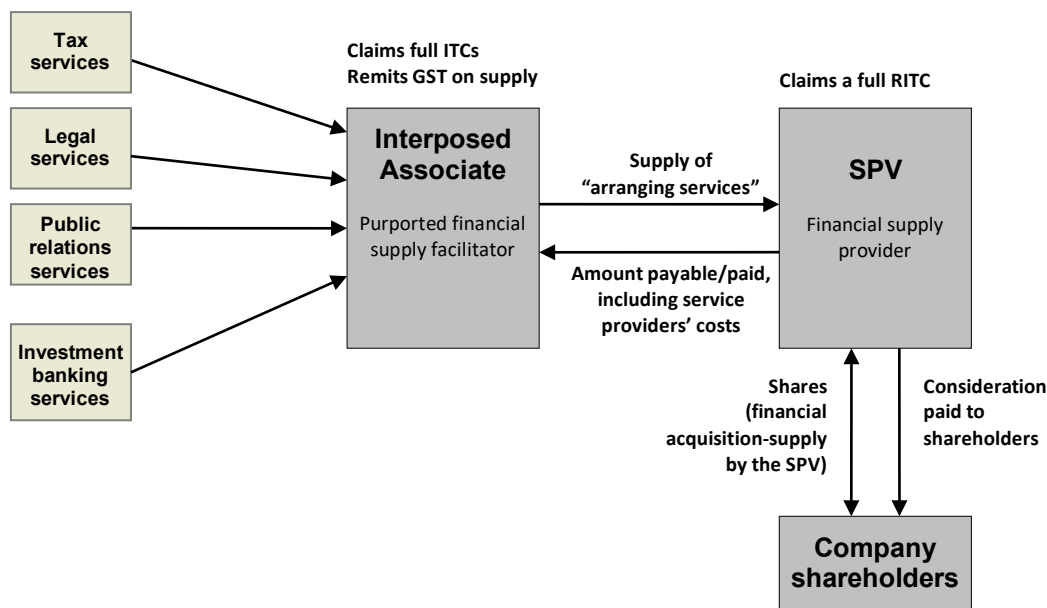 Tax
services
Legal
services
Public
relations
services
Investment
banking
services
Claims full ITCs
Remits GST on supply
Interposed
Associate
Purported financial
supply facilitator
Supply of
“arranging services”
Amount payable/paid,
including service
providers’ costs
Claims a full RITC
SPV
Financial supply
provider
Shares
(financial
acquisition-supply
by the SPV)
Consideration
paid to
shareholders
Company
shareholders